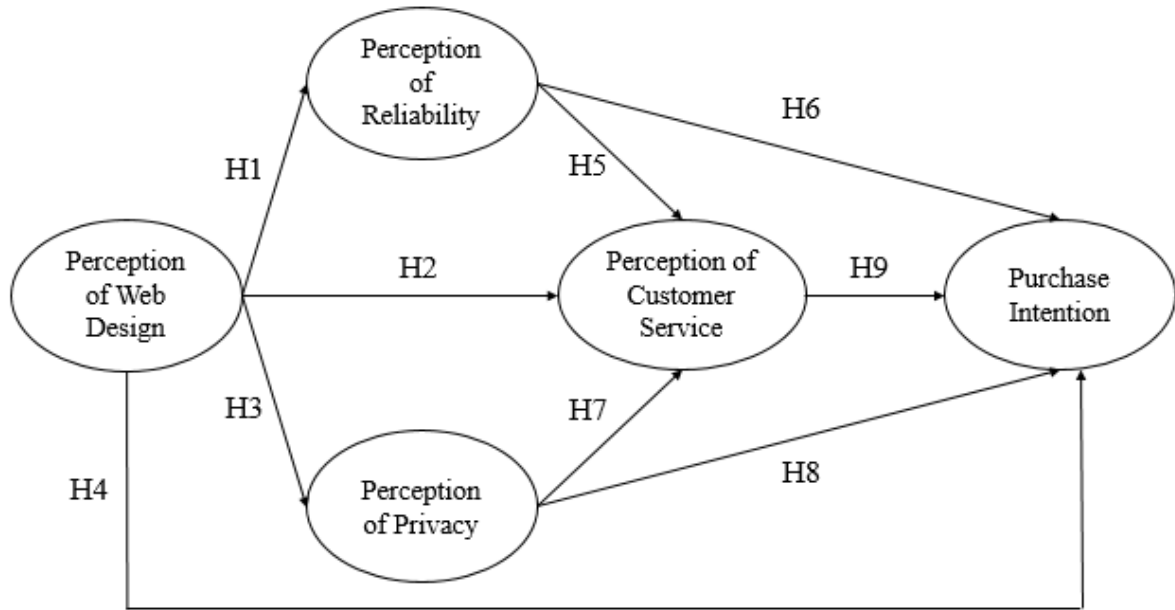 Perception
of
Reliability
H6
H1
H5
Perception
of Web
Design
H2
Perception of
Customer
Service
H9
Purchase
Intention
H3
H7
H4
Perception
of Privacy
H8